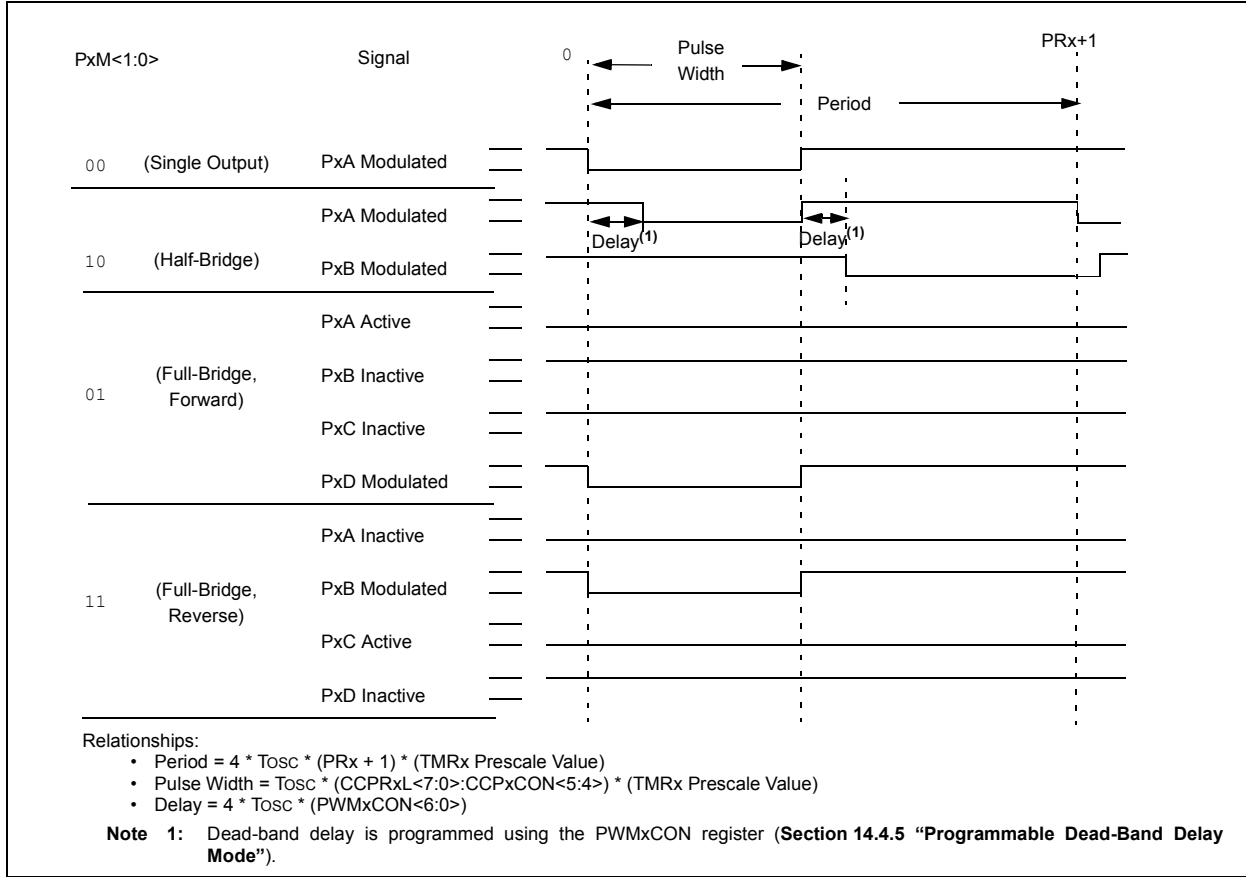 PxM<1:0>
Signal
0
Pulse
Width
PRx+1
Period
00 (Single Output) PxA Modulated
PxA Modulated
Delay(1) Delay(1)
10 (Half-Bridge) PxB Modulated
PxA Active
(Full-Bridge,
Forward)
PxB Inactive
01
PxC Inactive
PxD Modulated
PxA Inactive
(Full-Bridge,
Reverse)
PxB Modulated
11
PxC Active
PxD Inactive
Relationships:
• Period = 4 * TOSC * (PRx + 1) * (TMRx Prescale Value)
• Pulse Width = TOSC * (CCPRxL<7:0>:CCPxCON<5:4>) * (TMRx Prescale Value)
• Delay = 4 * TOSC * (PWMxCON<6:0>)
Note 1: Dead-band delay is programmed using the PWMxCON register (Section 14.4.5 “Programmable Dead-Band Delay
Mode”).